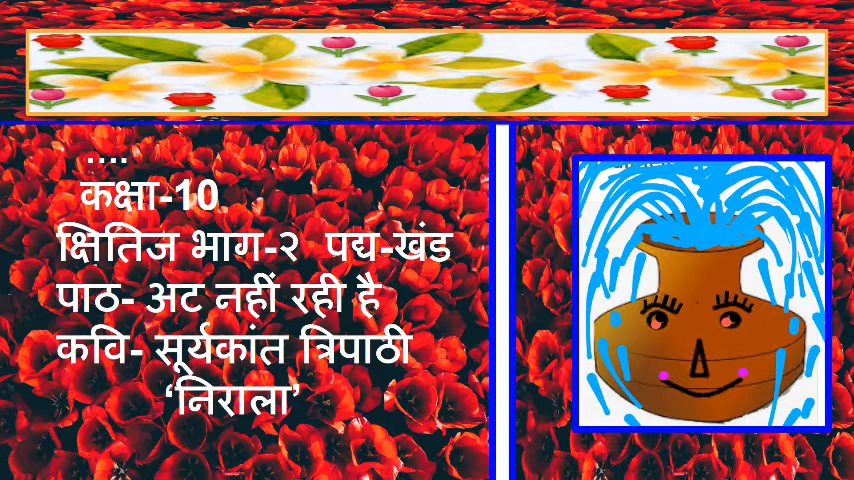 ....
कक्षा-10
क्षितिज भाग-२ पद्य-खंड
पाठ- अट नहीं रही है
कवि- सूर्यकांत त्रिपाठी
‘निराला’